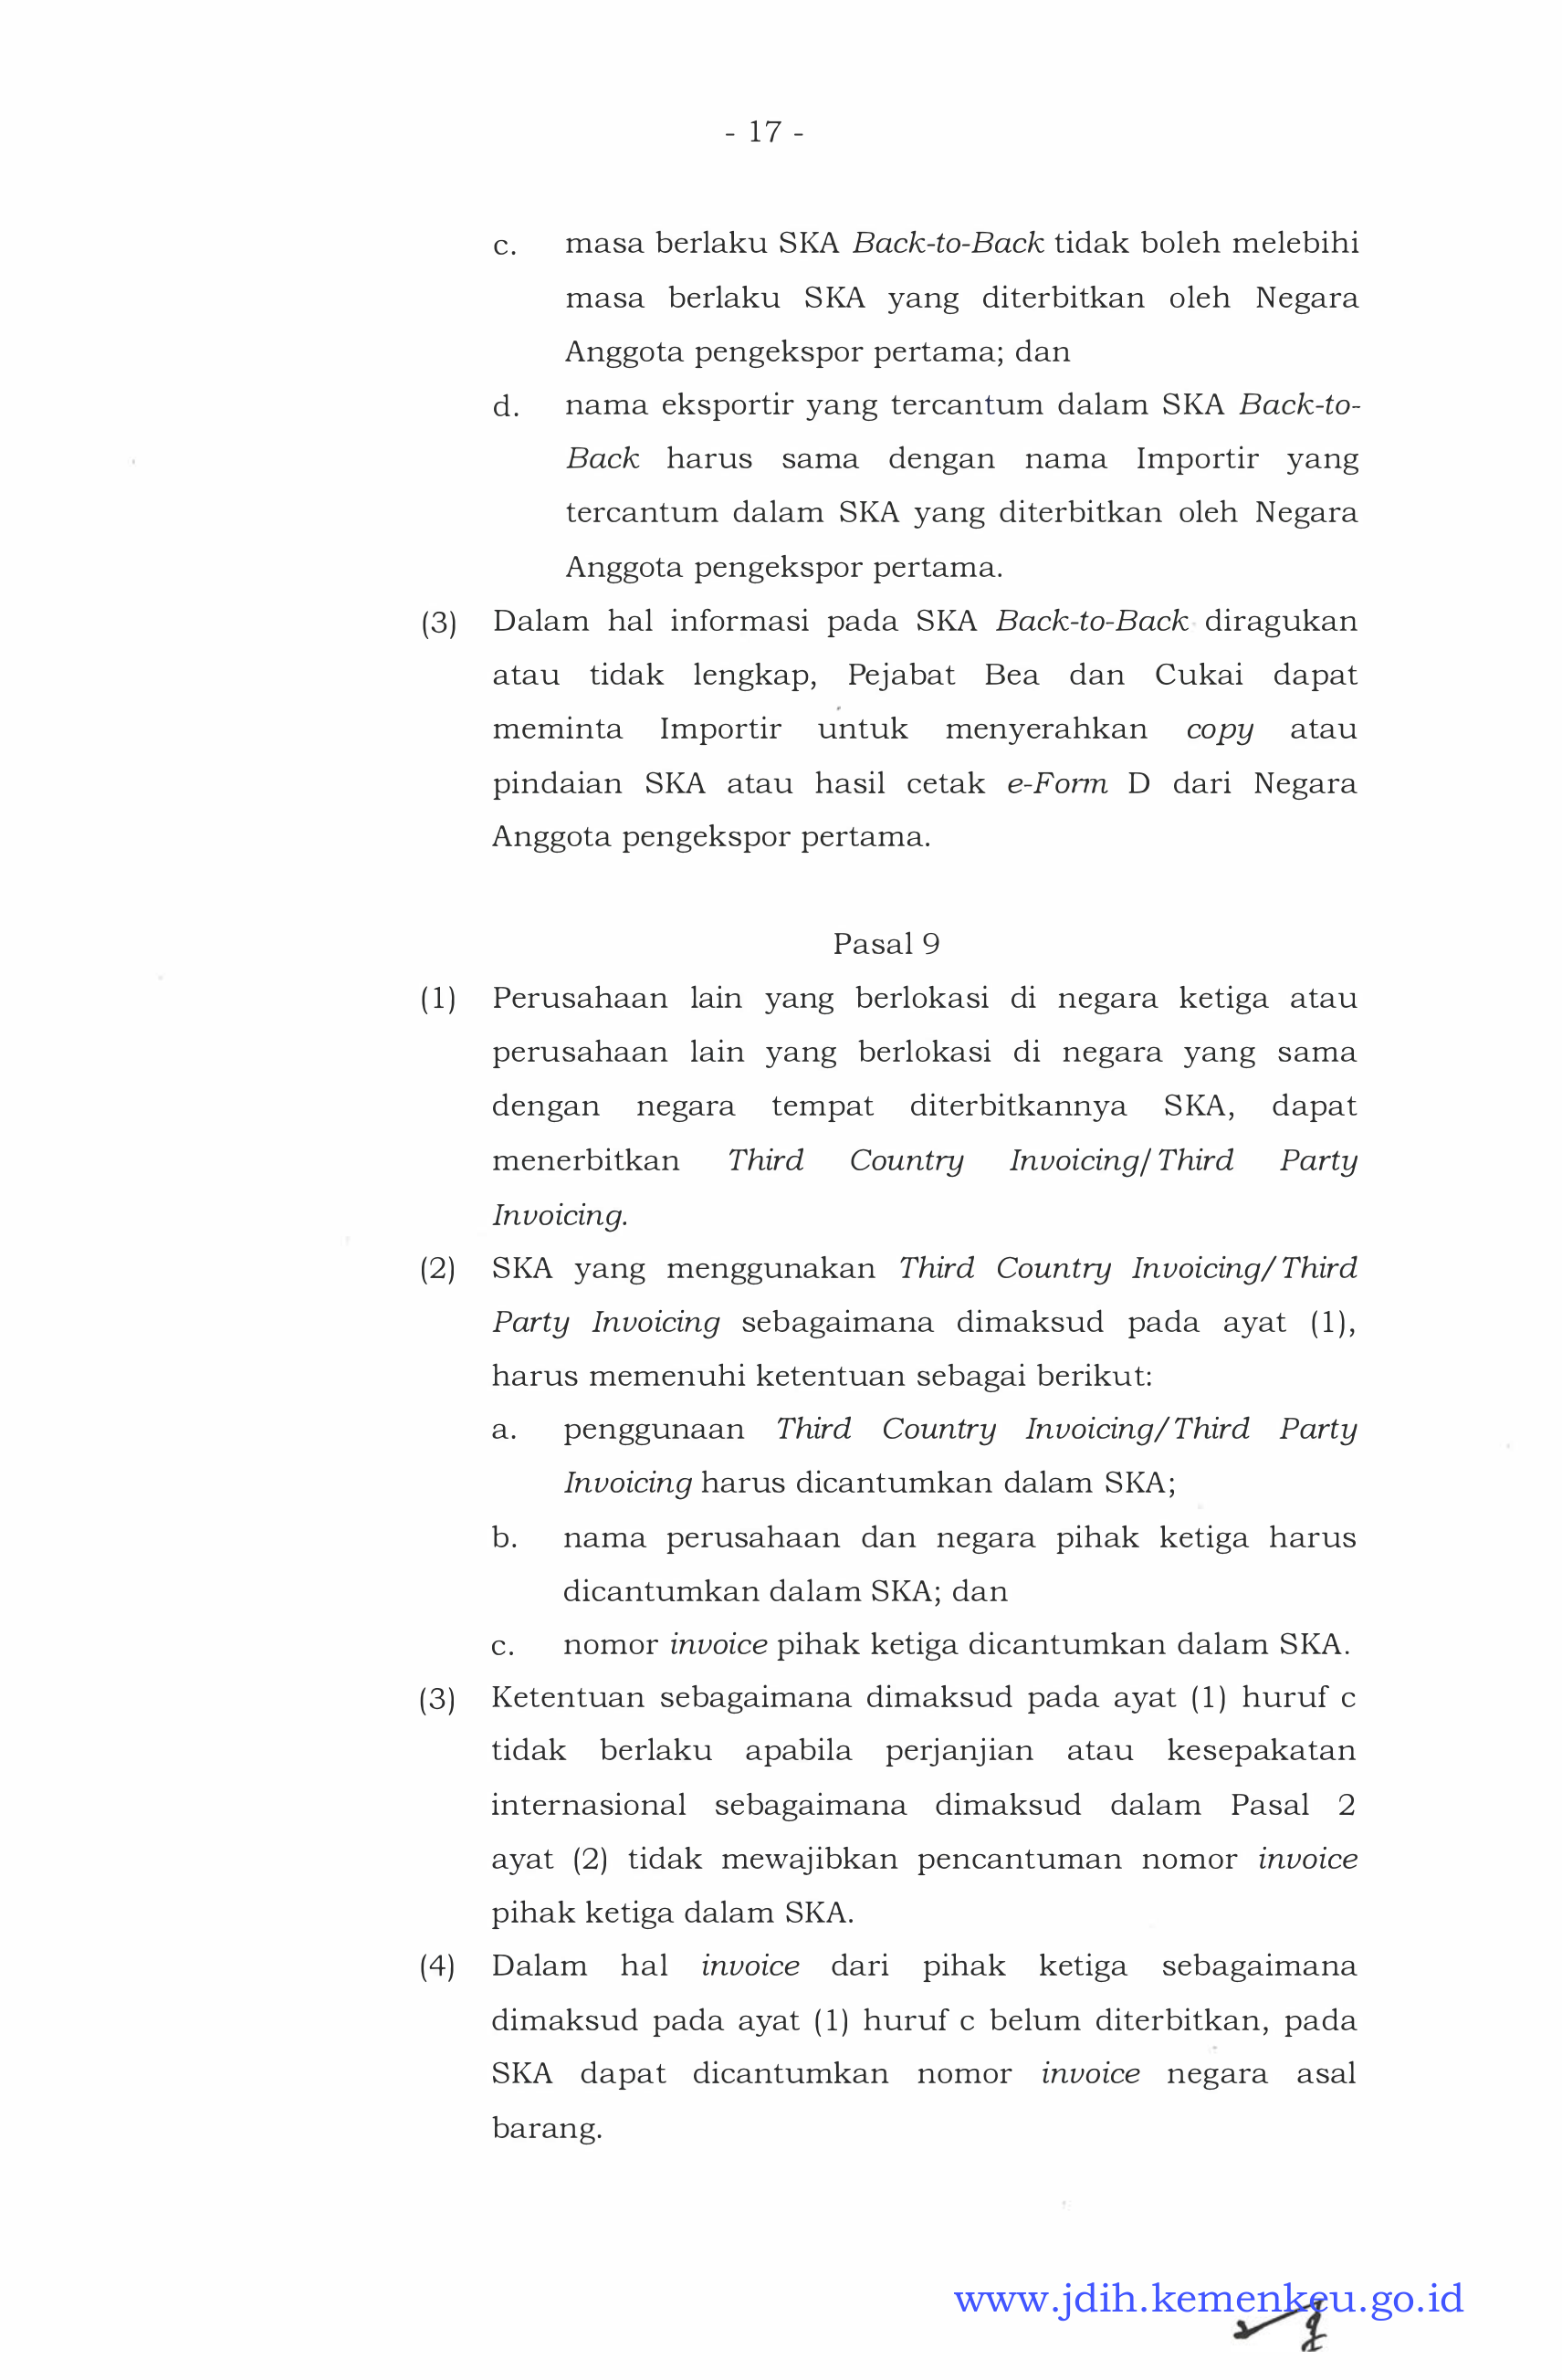 - 17 -
c. masa berlaku SKA Back-to-Back tidak boleh melebihi
masa berlaku SKA yang diterbitkan oleh Negara
Anggota pengekspor pertama; dan
d. nama eksportir yang tercantum dalam SKA Back-to-
Back harus sama dengan nama Importir yang
tercantum dalam SKA yang diterbitkan oleh Negara
Anggota pengekspor pertama.
(3) Dalam hal informasi pada SKA Back-to-Back diragukan
atau tidak lengkap, Pejabat Bea dan Cukai dapat
meminta Importir untuk menyerahkan copy atau
pindaian SKA atau hasil cetak e-Form D dari Negara
Anggota pengekspor pertama.
Pasal 9
(1) Perusahaan lain yang berlokasi di negara ketiga atau
perusahaan lain yang berlokasi di negara yang sama
dengan negara tempat diterbitkannya SKA, dapat
menerbitkan Third Country Invoicing/Third Party
Invoicing.
(2) SKA yang menggunakan Third Country Invoicing/Third
Party Invoicing sebagaimana dimaksud pada ayat (1),
harus memenuhi ketentuan sebagai berikut:
a. penggunaan Third Country Invoicing/Third Party
Invoicing harus dicantumkan dalam SKA;
b. nama perusahaan dan negara pihak ketiga harus
dicantumkan dalam SKA; dan
c. nomor invoice pihak ketiga dicantumkan dalam SKA.
(3) Ketentuan sebagaimana dimaksud pada ayat (1) huruf c
tidak berlaku apabila perjanjian atau kesepakatan
internasional sebagaimana dimaksud dalam Pasal 2
ayat (2) tidak mewajibkan pencantuman nomor invoice
pihak ketiga dalam SKA.
(4) Dalam hal invoice dari pihak ketiga sebagaimana
dimaksud pada ayat (1) huruf c belum diterbitkan, pada
SKA dapat dicantumkan nomor invoice negara asal
barang.
www.jdih.kemenkeu.go.id